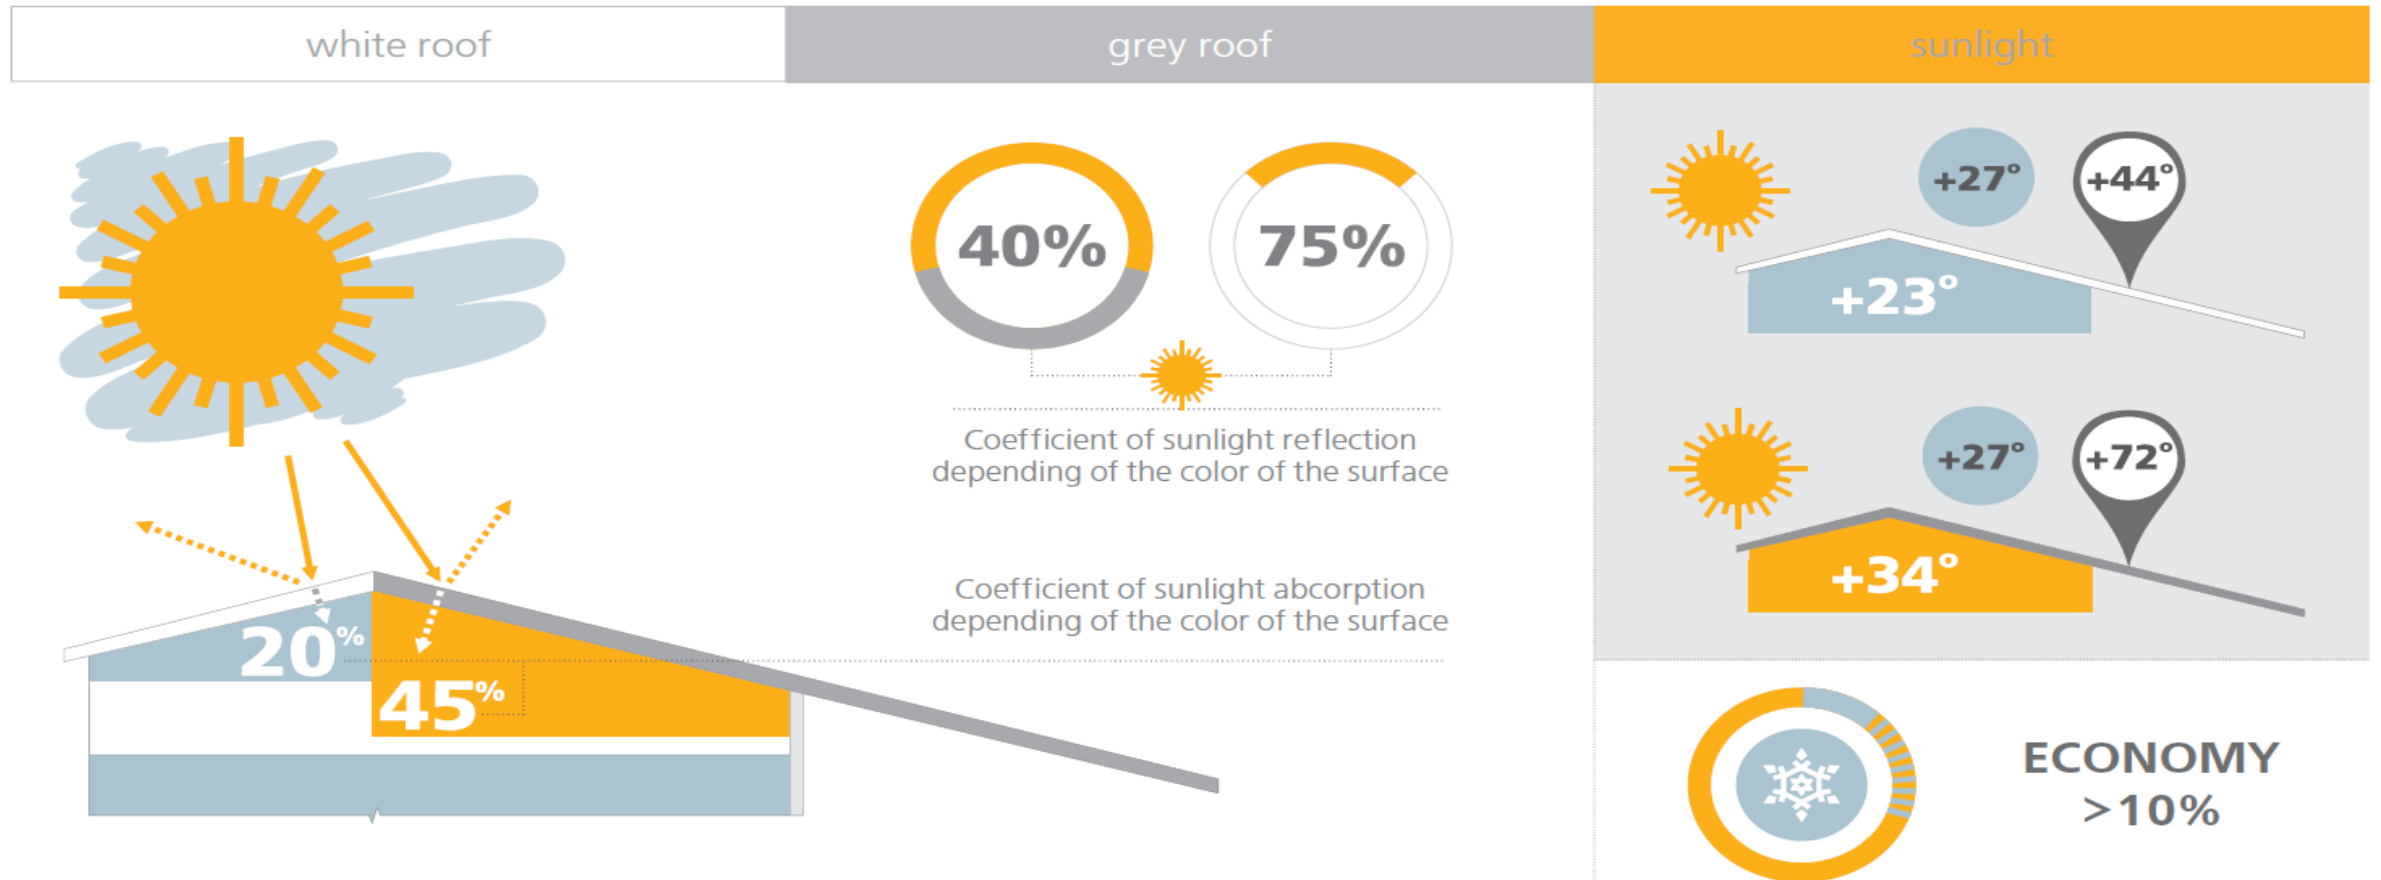 white roof
grey roof
sunlight
40%
75%
Coefficient of sunlight reflection
depending of the color of the surface
Coefficient of sunlight abcorption
depending of the color of the surface
20%
45%
+27°
+44°
+23°
+27°
+72°
+34°
ECONOMY
>10%